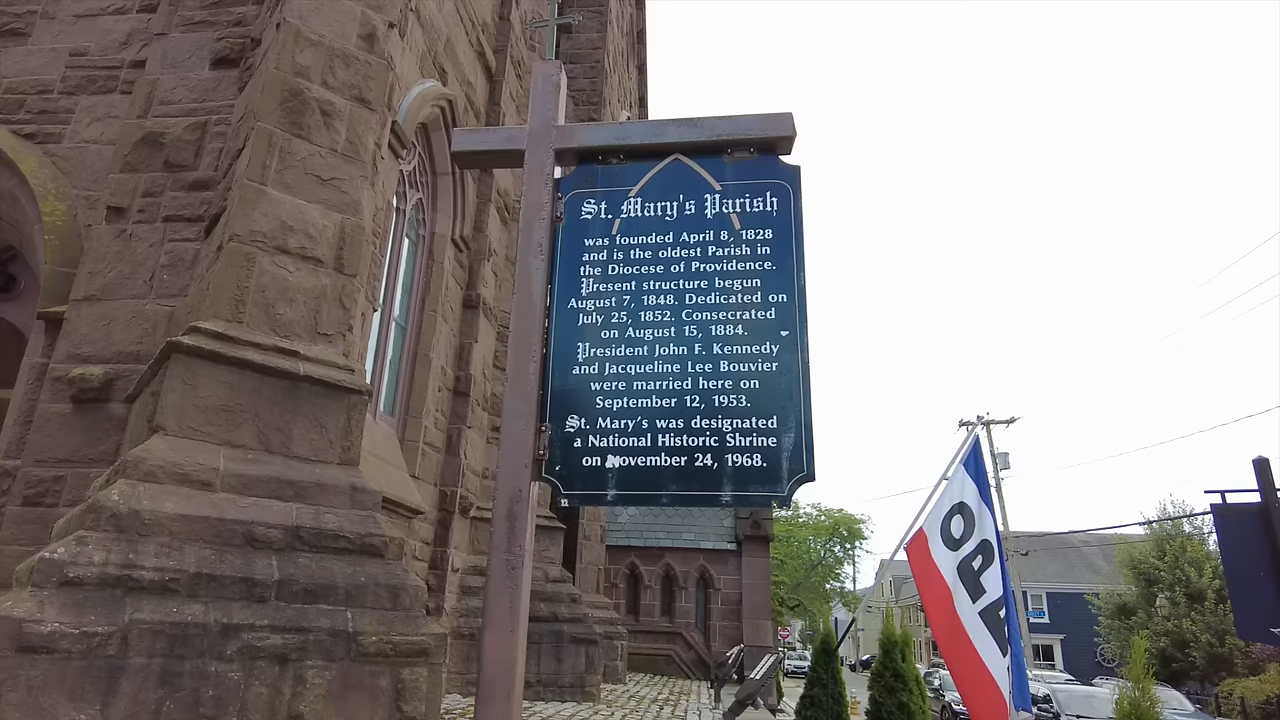 St. Mary's Parish
was founded April 8, 1828
and is the oldest Parish in
the Diocese of Providence.
Present structure begun
August 7, 1848. Dedicated on
July 25, 1852. Consecrated
on August 15, 1884.
President John F. Kennedy
and Jacqueline Lee Bouvier
were married here on
September 12, 1953.
St. Mary's was designated
a National Historic Shrine
on November 24, 1968.
12
OPEN